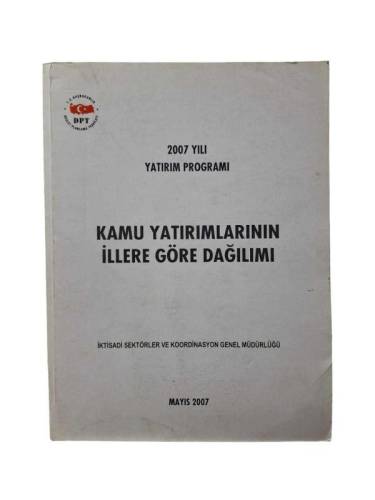 DPT
2007 YILI
YATIRIM PROGRAMI
KAMU YATIRIMLARININ
İLLERE GÖRE DAĞILIMI
İKTİSADİ SEKTÖRLER VE KOORDİNASYON GENEL MÜDÜRLÜĞÜ
MAYIS 2007